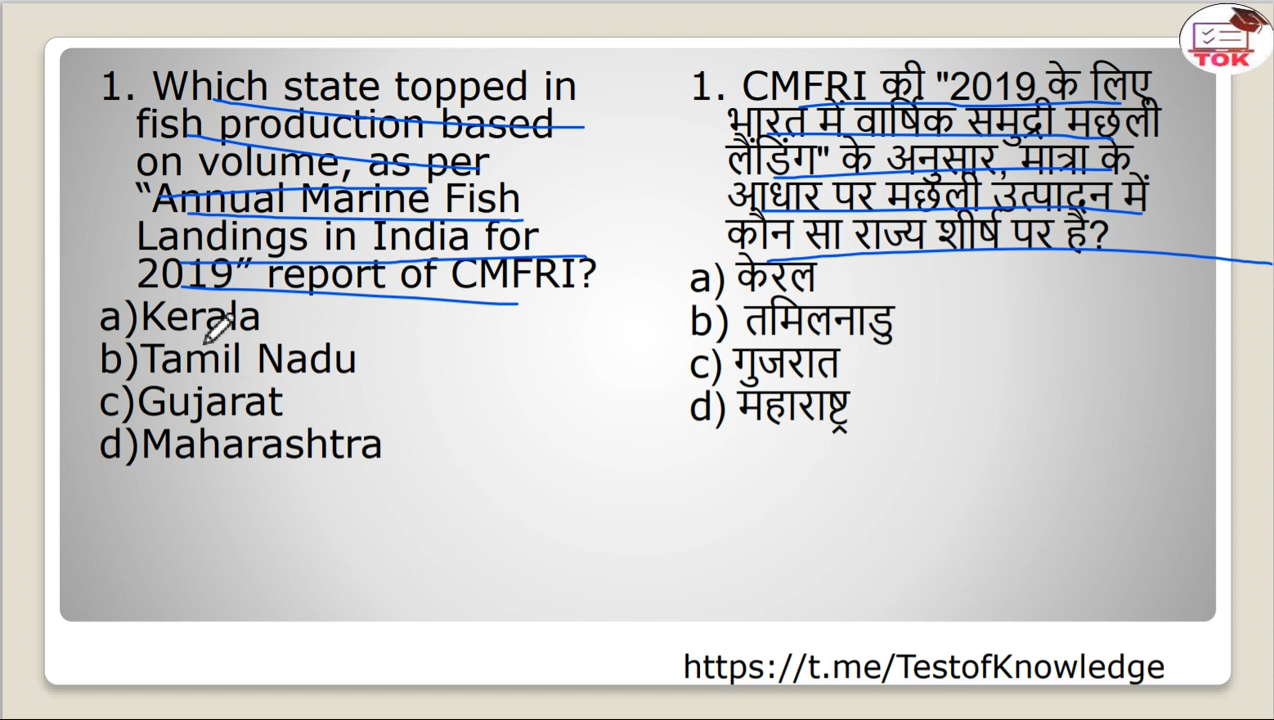 TOK
1. Which state topped in
fish production based
on volume, as per
“Annual Marine Fish
Landings in India for
2019” report of CMFRI?
a)Kerala
b)Tamil Nadu
c)Gujarat
d)Maharashtra
1. CMFRI की "2019 के लिए
भारत में वार्षिक समुद्री मछली
लैंडिंग" के अनुसार, मात्रा के
आधार पर मछली उत्पादन में
कौन सा राज्य शीर्ष पर है?
a) केरल
b) तमिलनाडु
c) गुजरात
d) महाराष्ट्र
https://t.me/TestofKnowledge